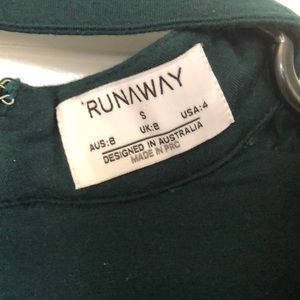 RUNAWAY
S
AUS:8 UK:8 USA:4
DESIGNED IN AUSTRALIA
MADE IN PRC